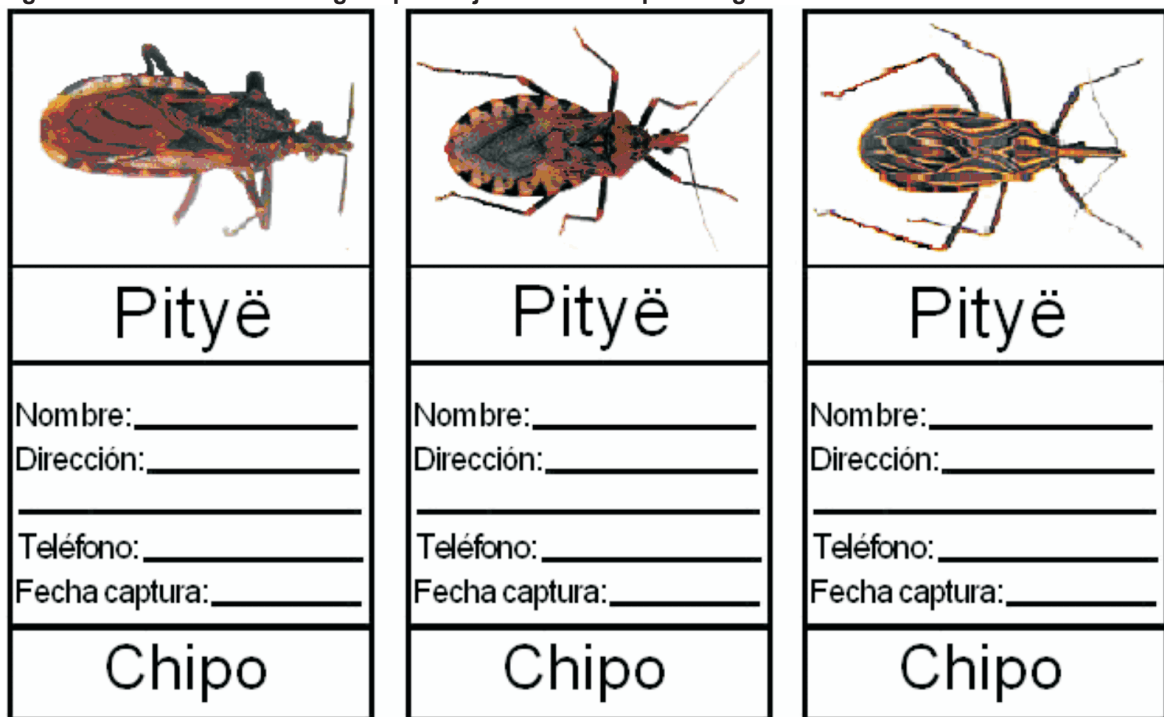 Pityë
Nombre:
Dirección:
Teléfono:
Fecha captura:
Chipo
Pityë
Nombre:
Dirección:
Teléfono:
Fecha captura:
Chipo
Pityë
Nombre:
Dirección:
Teléfono:
Fecha captura:
Chipo